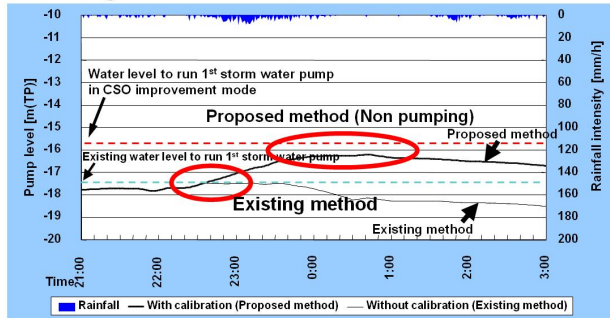 -10
-11
-12
-13
-14
-15
-16
-17
-18
-19
-20
Pump level [m(TP)]
0
20
40
60
80
100
120
140
160
180
200
Rainfall intensity [mm/h]
Water level to run 1st storm water pump
in CSO improvement mode
Proposed method (Non pumping)
Proposed method
Existing water level to run 1st storm water pump
Existing method
Existing method
Time
21:00
22:00
23:00
0:00
1:00
2:00
3:00
Rainfall
With calibration (Proposed method)
Without calibration (Existing method)